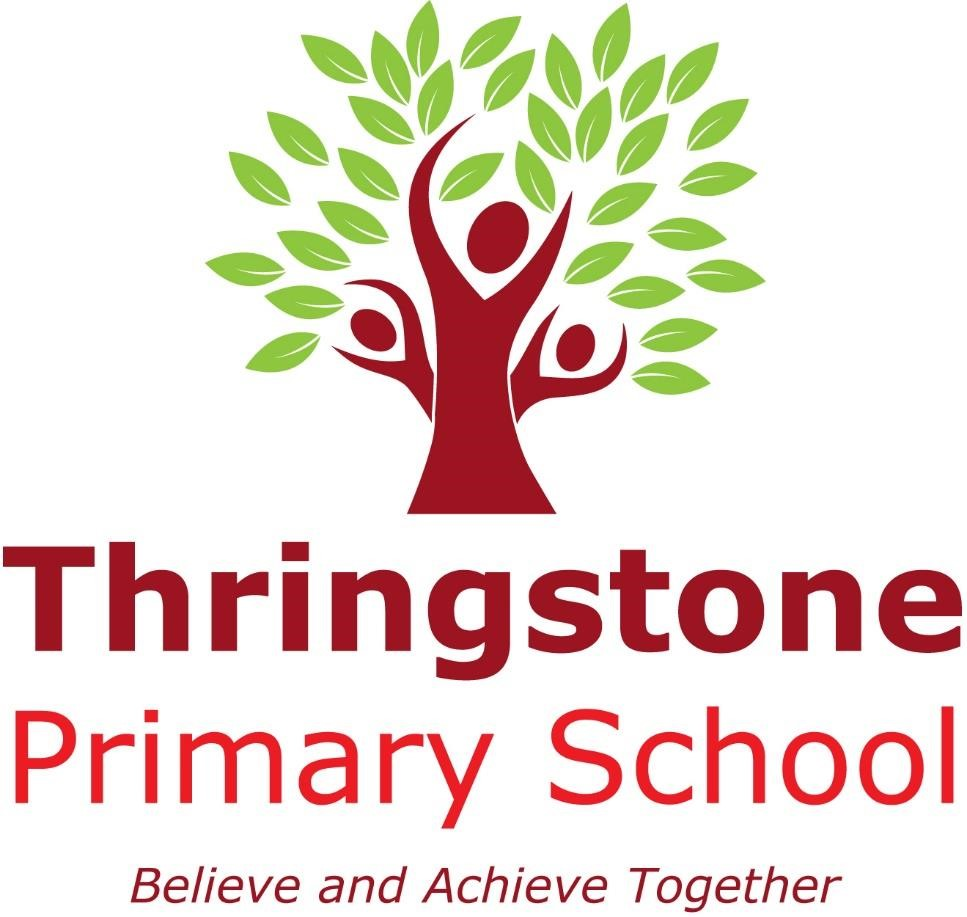 Thringstone
Primary School
Believe and Achieve Together